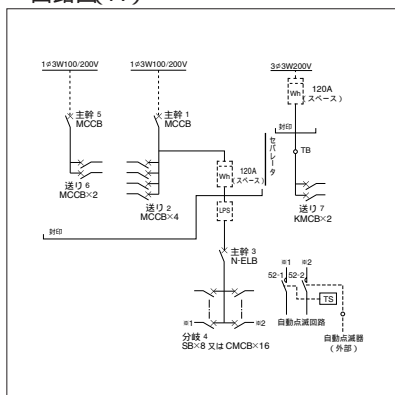 1φ3W100/200V
1φ3W100/200V
3φ3W200V
Wh
120A
(スペース)
主幹 5
MCCB
主幹 1
MCCB
封印
セパレータ
TB
Wh
120A
(スペース)
送り 6
MCCB×2
送り 2
MCCB×4
LPS
送り 7
KMCB×2
封印
主幹 3
N-ELB
※1
※2
52-1
52-2
TS
※1
※2
自動点滅回路
分岐 4
SB×8 又は CMCB×16
自動点滅器
(外部)